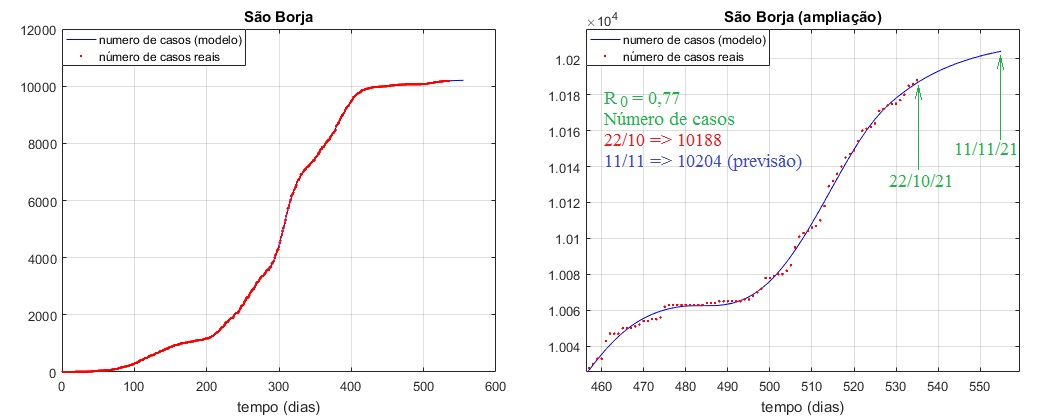 São Borja
12000
10000
8000
6000
4000
2000
0
0 100 200 300 400 500 600
tempo (dias)
numero de casos (modelo)
número de casos reais
×10⁴
São Borja (ampliação)
numero de casos (modelo)
número de casos reais
1.02
1.018
1.016
1.014
1.012
1.01
1.008
1.006
1.004
R₀ = 0,77
Número de casos
22/10 => 10188
11/11 => 10204 (previsão)
11/11/21
22/10/21
460 470 480 490 500 510 520 530 540 550
tempo (dias)